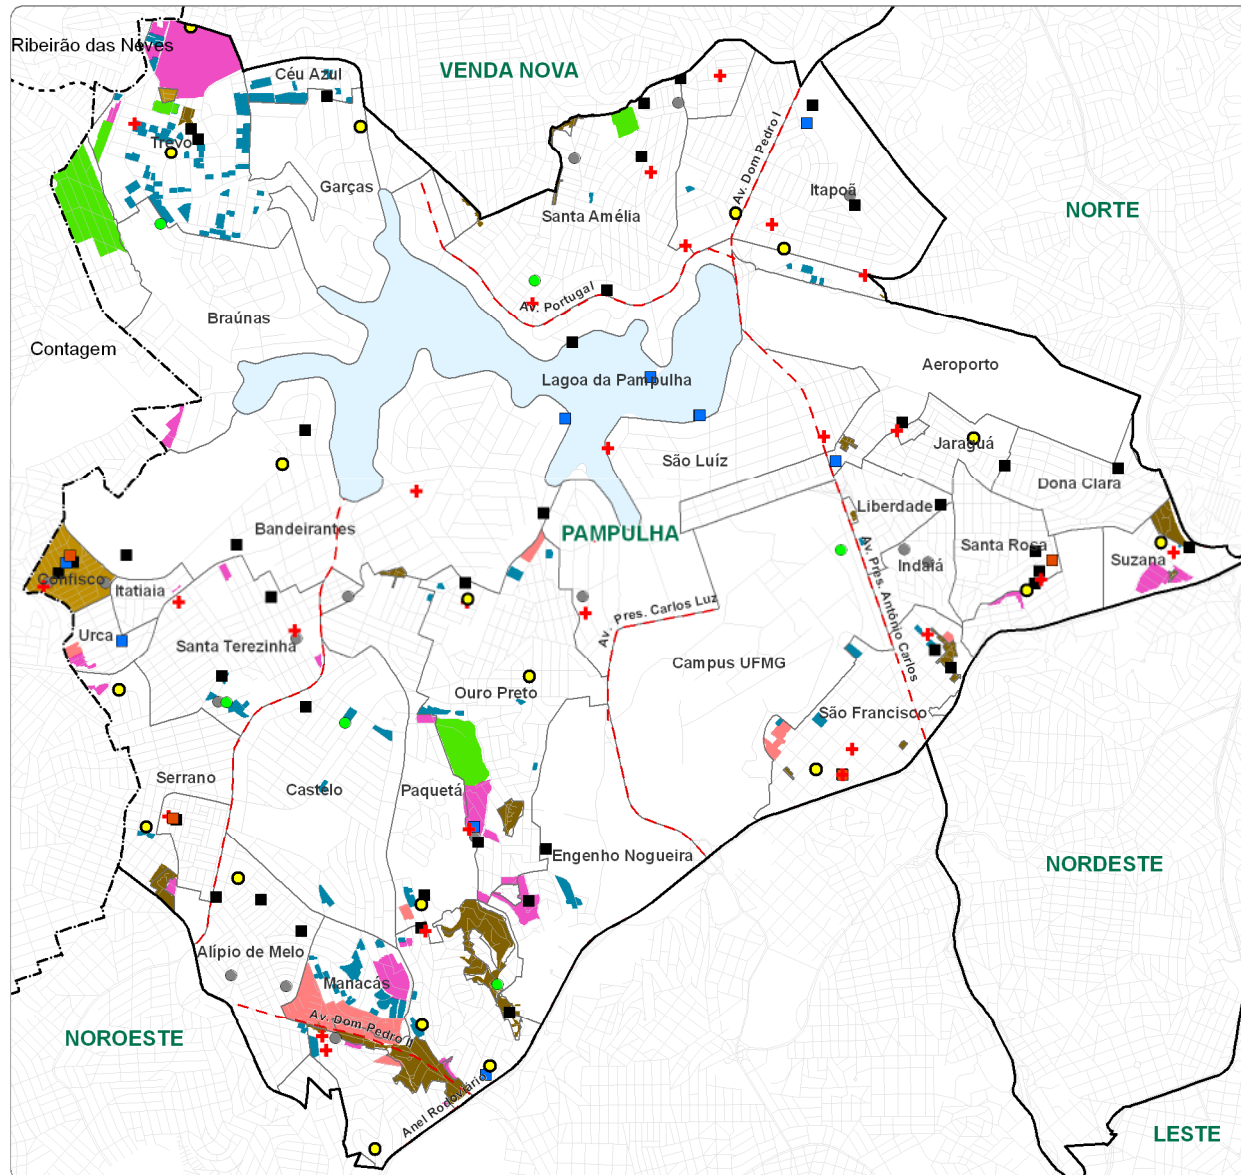 Ribeirão das Neves
Céu Azul
VENDA NOVA
Trevo
Garças
Av. Dom Pedro I
Itapoã
Santa Amélia
NORTE
Av. Portugal
Braúnas
Contagem
Aeroporto
Lagoa da Pampulha
Jaraguá
São Luíz
Dona Clara
Liberdade
Bandeirantes
PAMPULHA
Santa Rosa
Indaiá
Suzana
Confisco
Itatiaia
Av. Pres. Carlos Luz
Av. Pres. Antônio Carlos
Urca
Santa Terezinha
Campus UFMG
Ouro Preto
São Francisco
Serrano
Castelo
Paquetá
Engenho Nogueira
NORDESTE
Alípio de Melo
Manacás
Av. Dom Pedro II
NOROESTE
Anel Rodoviário
LESTE